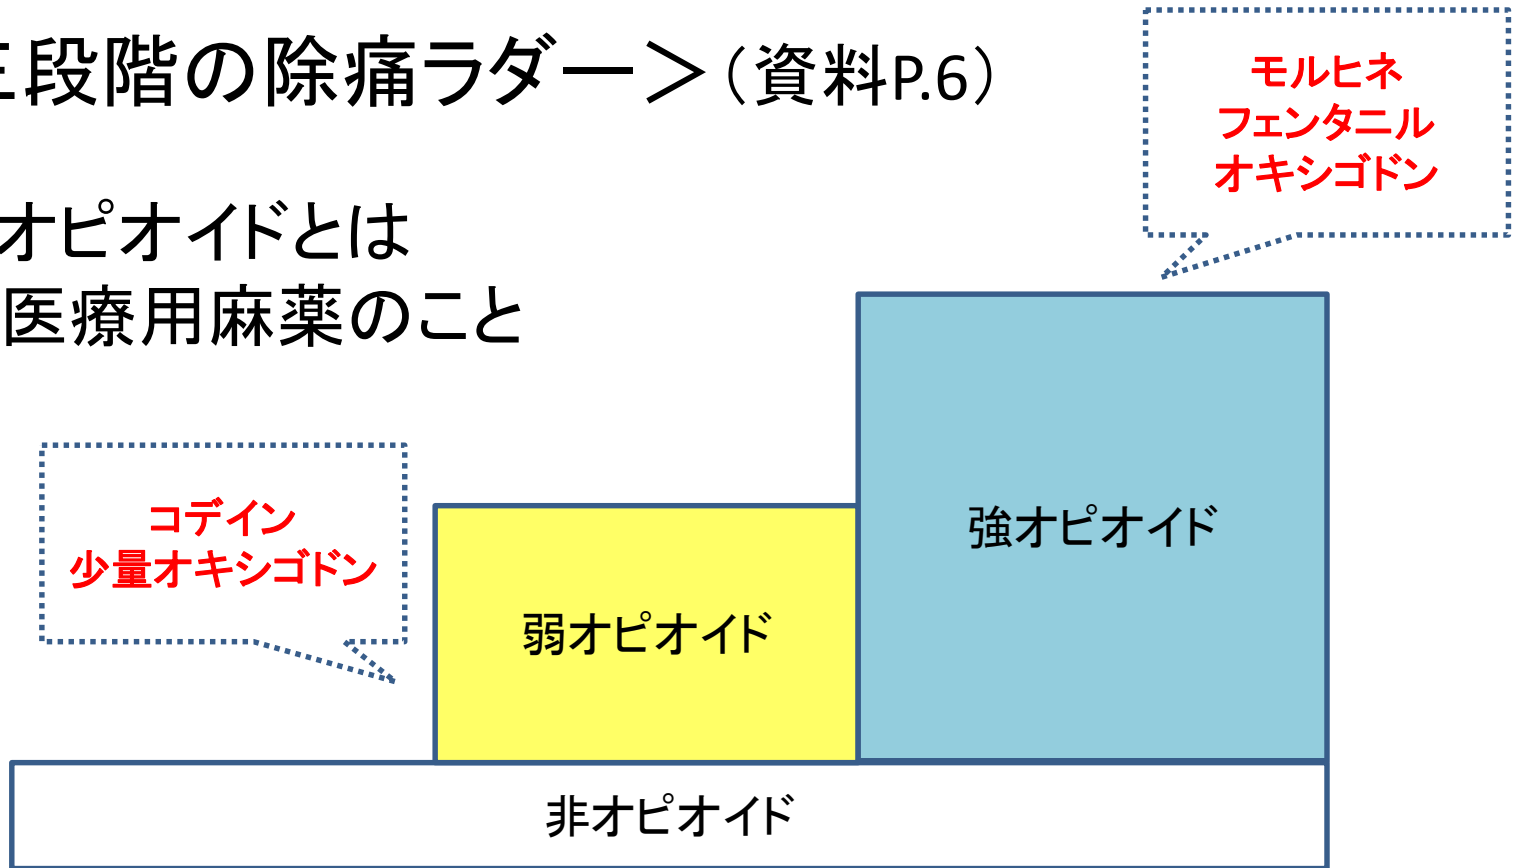 三段階の除痛ラダー＞（資料P.6）
モルヒネ
フェンタニル
オキシゴドン
オピオイドとは
医療用麻薬のこと
コデイン
少量オキシゴドン
強オピオイド
弱オピオイド
非オピオイド